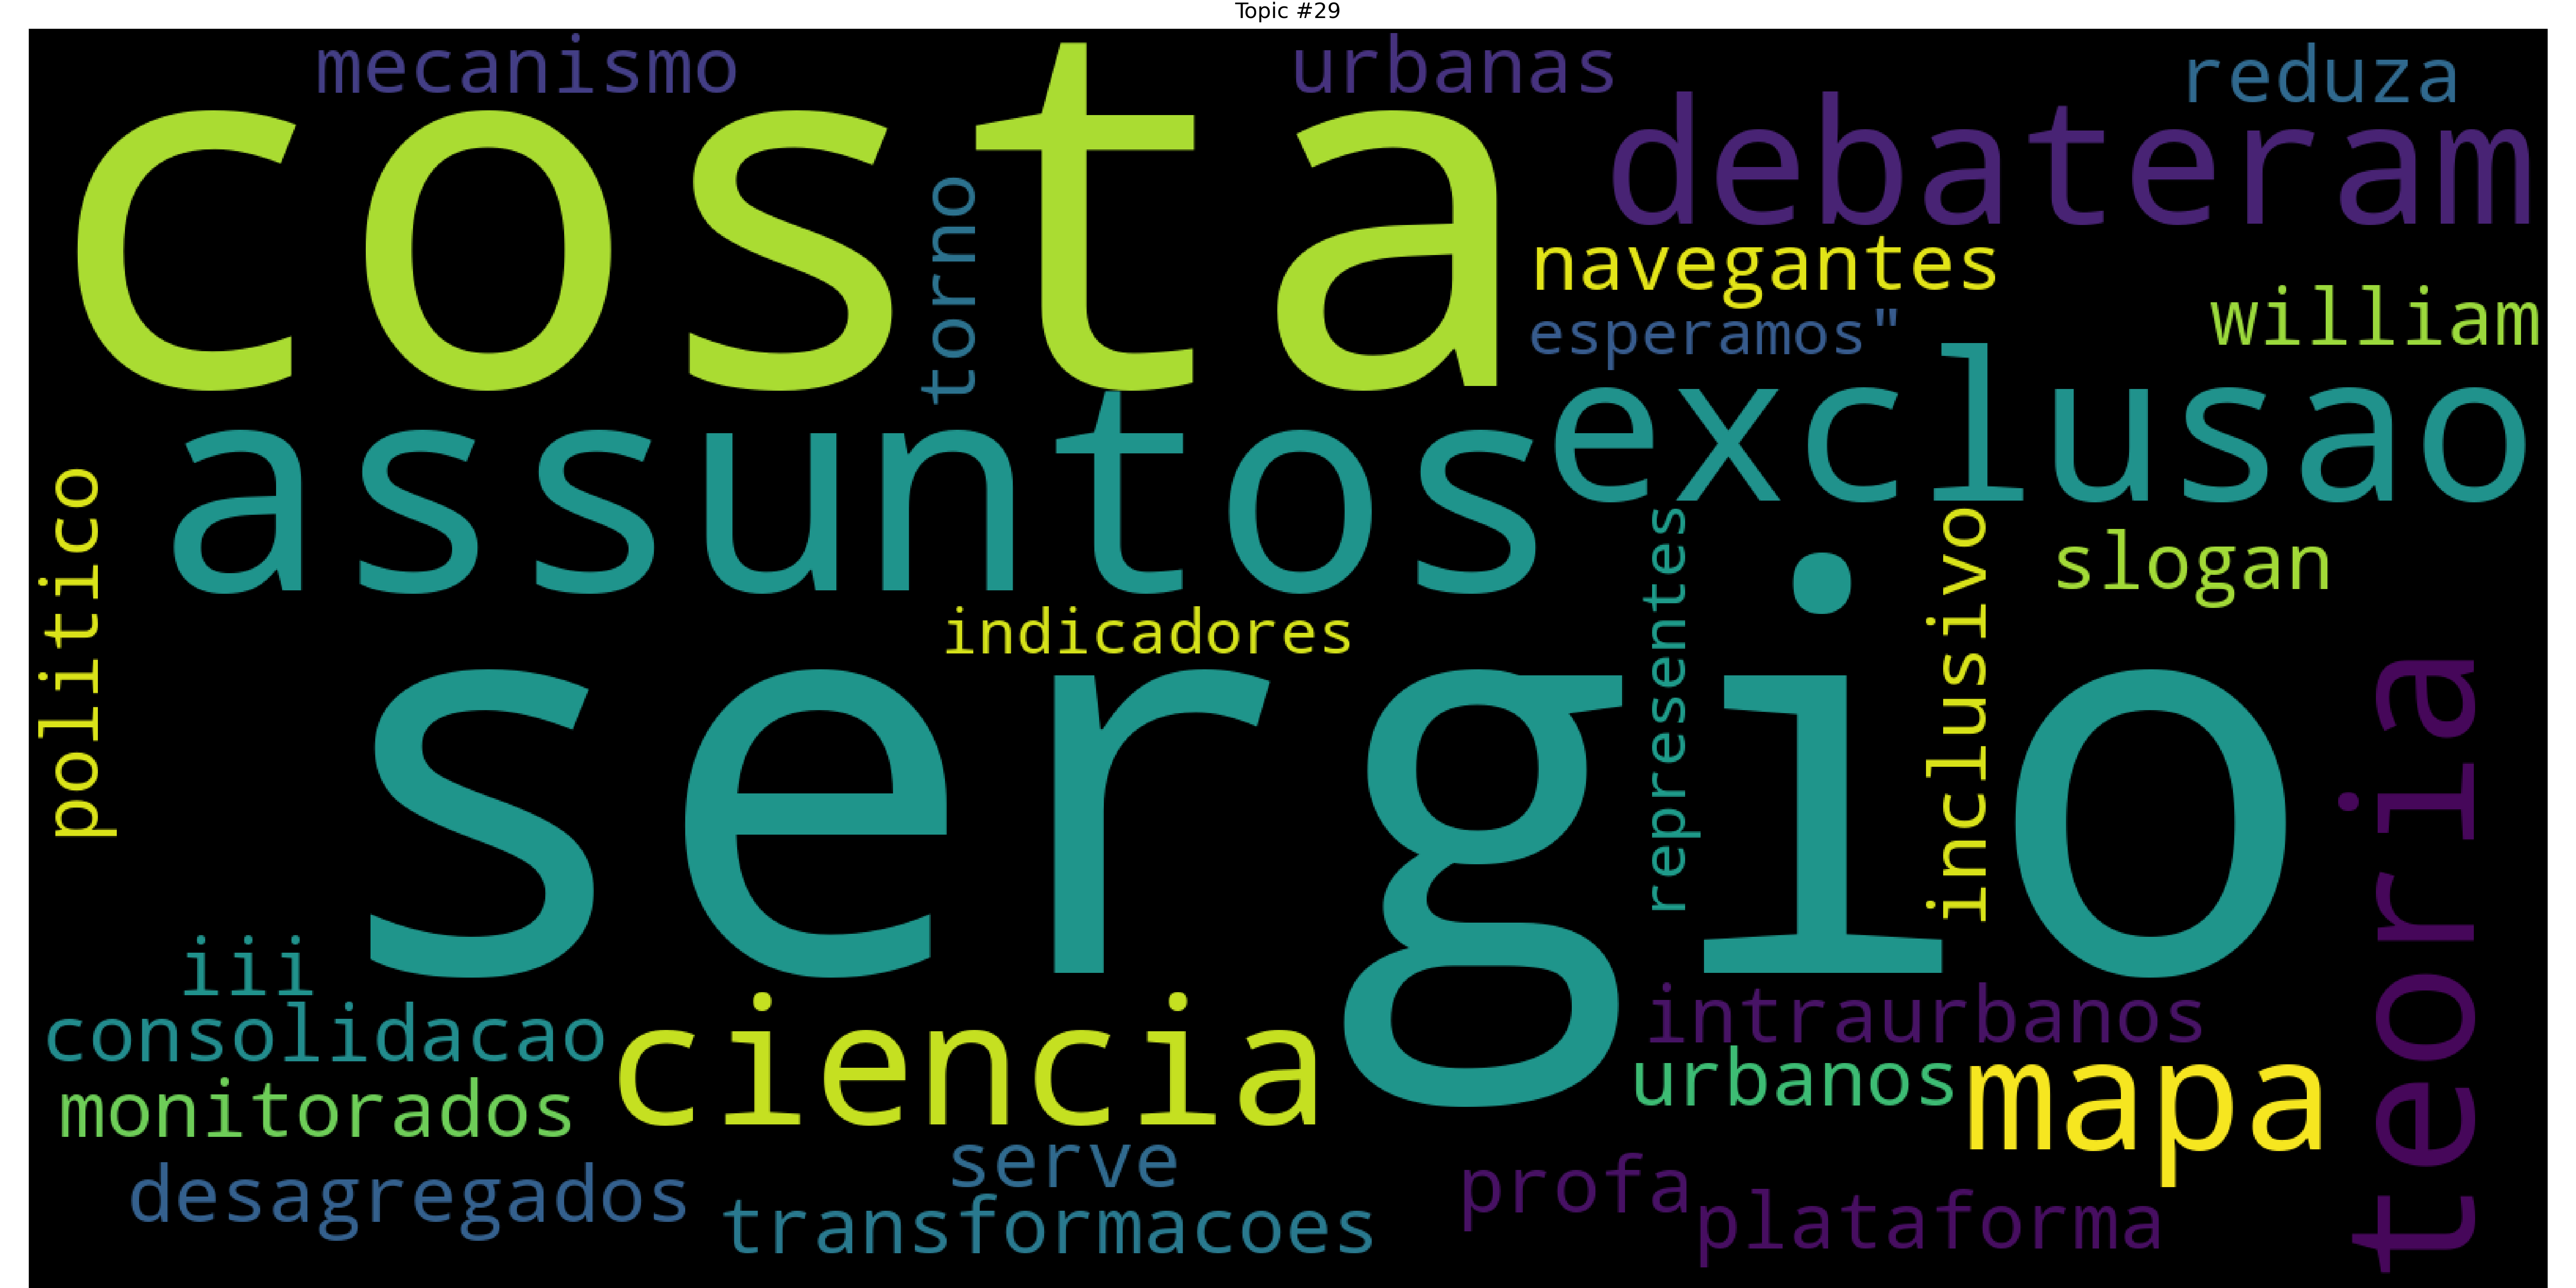 Topic #29
mecanismo
urbanas
reduza
costa
debateram
torno
navegantes
esperamos"
william
assuntos
exclusao
politico
representes
inclusivo
slogan
indicadores
sergio
teoria
iii
consolidacao
ciencia
intraurbanos
monitorados
urbanos
mapa
desagregados
serve
transformacoes
profa
plataforma